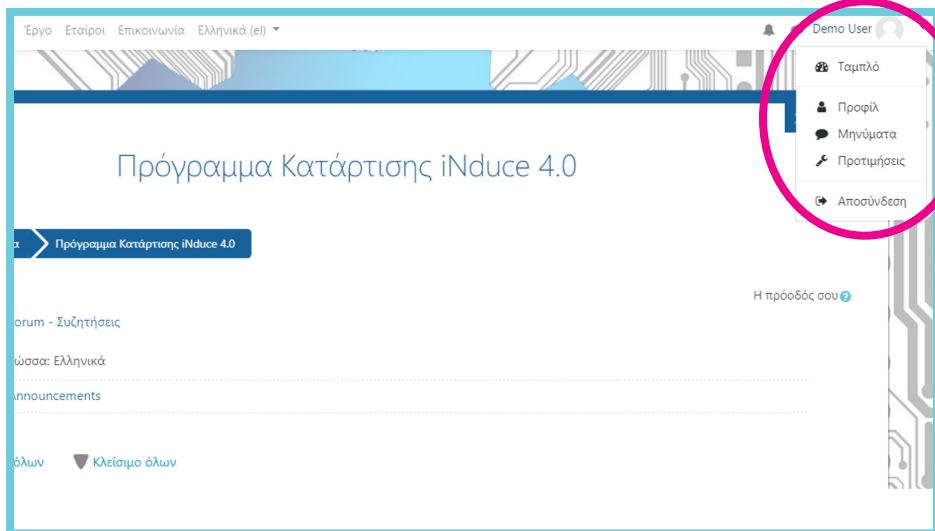 Έργο Εταίροι Επικοινωνία Ελληνικά (el)
Demo User
Ταμπλό
Προφίλ
Μηνύματα
Προτιμήσεις
Αποσύνδεση
Πρόγραμμα Κατάρτισης iNduce 4.0
α Πρόγραμμα Κατάρτισης iNduce 4.0
Η πρόοδός σου
orum - Συζητήσεις
ώσσα: Ελληνικά
Announcements
όλων Κλείσιμο όλων